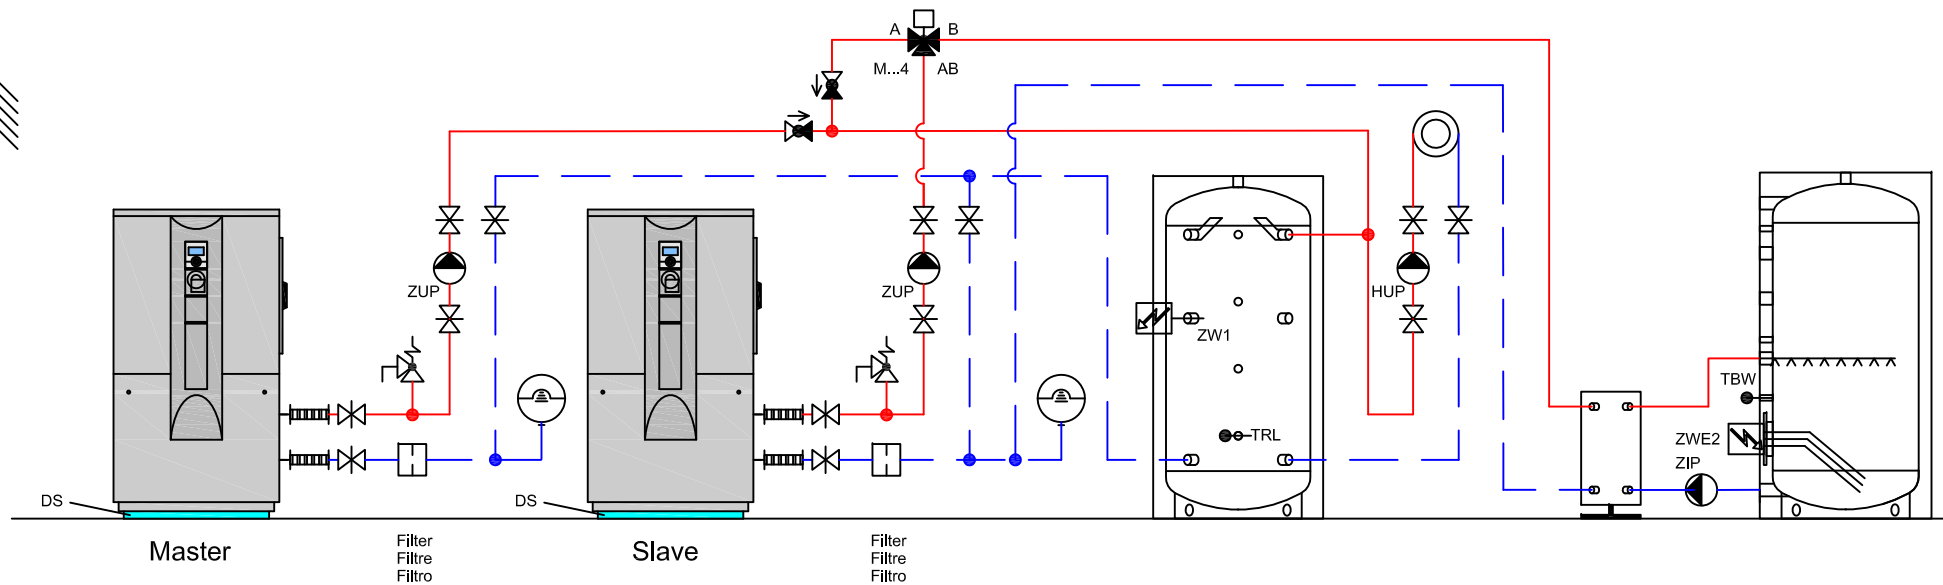 A
B
M...4
AB
ZUP
ZUP
HUP
ZW1
TBW
TRL
ZWE2
ZIP
DS
DS
Master
Slave
Filter
Filtre
Filtro
Filter
Filtre
Filtro